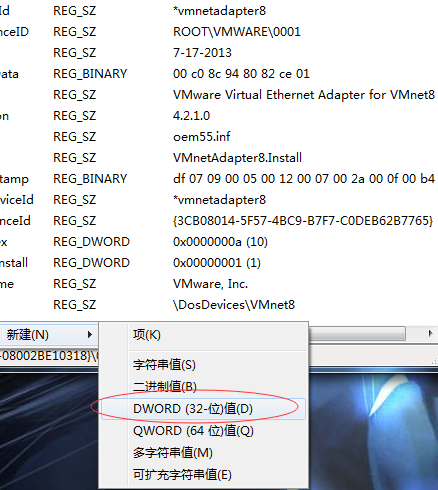 Id REG_SZ *vmnetadapter8
nceID REG_SZ ROOT\VMWARE\0001
REG_SZ 7-17-2013
Data REG_BINARY 00 c0 8c 94 80 82 ce 01
REG_SZ VMware Virtual Ethernet Adapter for VMnet8
on REG_SZ 4.2.1.0
REG_SZ oem55.inf
REG_SZ VMnetAdapter8.Install
tamp REG_BINARY df 07 09 00 05 00 12 00 07 00 2a 00 0f 00 b4
viceId REG_SZ *vmnetadapter8
nceId REG_SZ {3CB08014-5F57-4BC9-B7F7-C0DEB62B7765}
ex REG_DWORD 0x0000000a (10)
nstall REG_DWORD 0x00000001 (1)
me REG_SZ VMware, Inc.
REG_SZ \DosDevices\VMnet8
新建(N) 项(K)
-08002BE10318}\
字符串值(S)
二进制值(B)
DWORD (32-位)值(D)
QWORD (64 位)值(Q)
多字符串值(M)
可扩充字符串值(E)